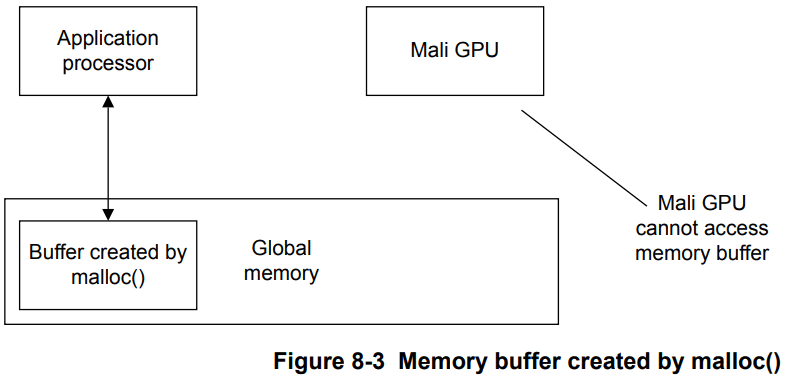 Application
processor
Mali GPU
Mali GPU
cannot access
memory buffer
Buffer created by
malloc()
Global
memory
Figure 8-3 Memory buffer created by malloc()